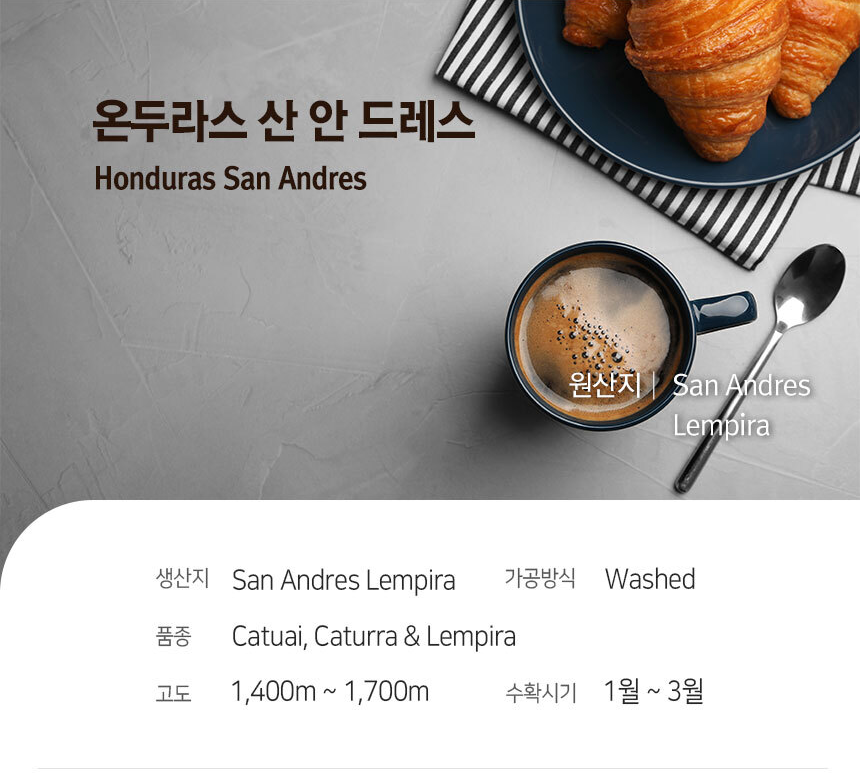 온두라스 산 안 드레스
Honduras San Andres
원산지 | San Andres
Lempira
생산지 San Andres Lempira 가공방식 Washed
품종 Catuai, Caturra & Lempira
고도 1,400m ~ 1,700m 수확시기 1월 ~ 3월